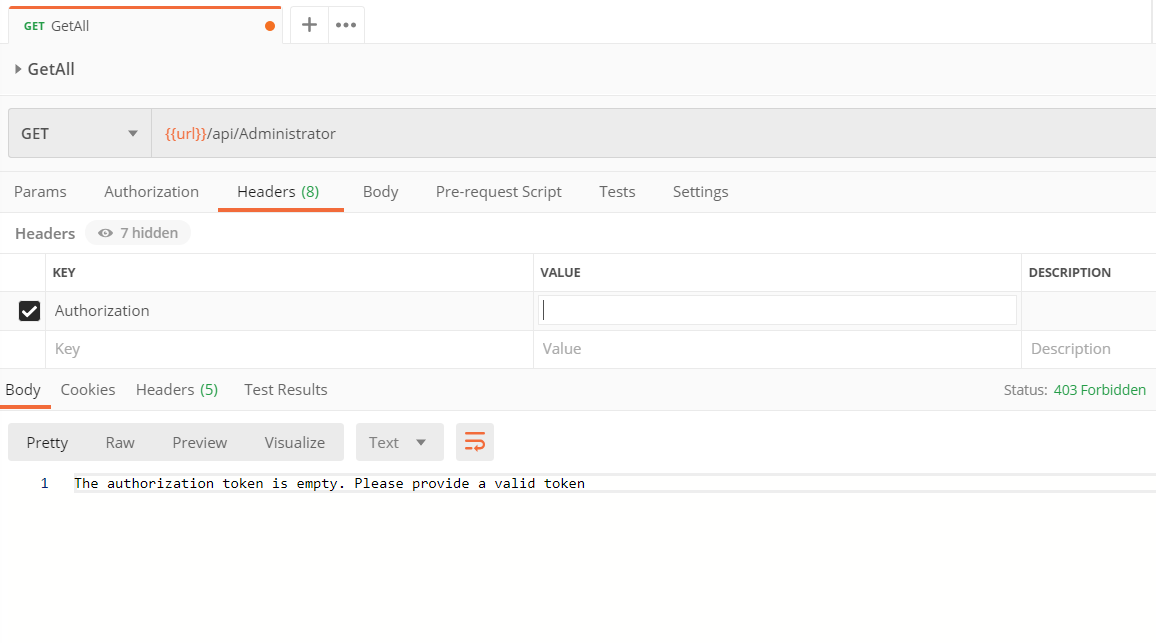 GET GetAll
GetAll
GET {{url}}/api/Administrator
Params Authorization Headers (8) Body Pre-request Script Tests Settings
Headers 7 hidden
KEY VALUE DESCRIPTION
Authorization
Key Value Description
Body Cookies Headers (5) Test Results Status: 403 Forbidden
Pretty Raw Preview Visualize Text
1 The authorization token is empty. Please provide a valid token